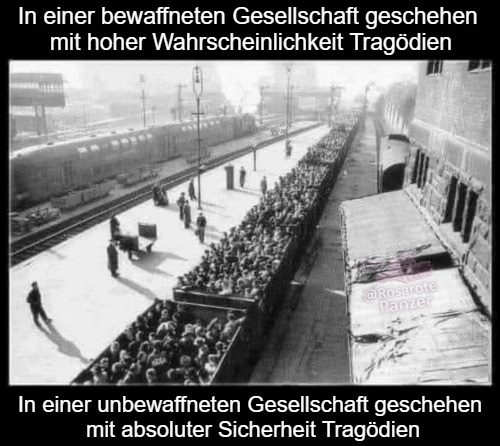 In einer bewaffneten Gesellschaft geschehen
mit hoher Wahrscheinlichkeit Tragödien
@Rosarote
Panzer
In einer unbewaffneten Gesellschaft geschehen
mit absoluter Sicherheit Tragödien